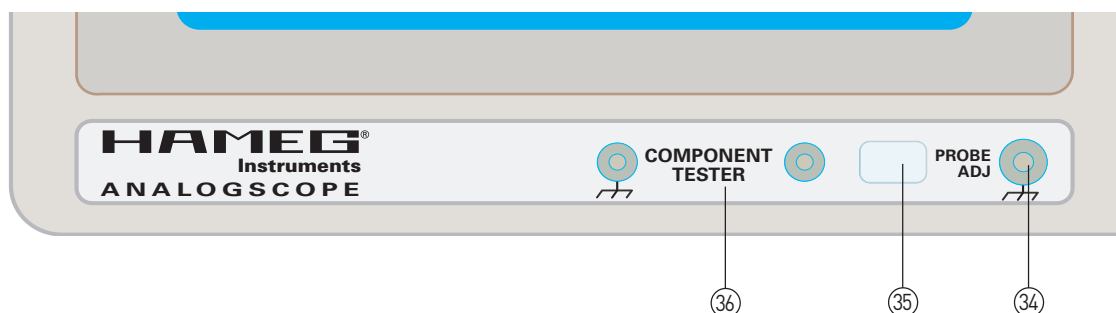 HAMEG®
Instruments
ANALOGSCOPE
COMPONENT
TESTER
PROBE
ADJ
36
35
34